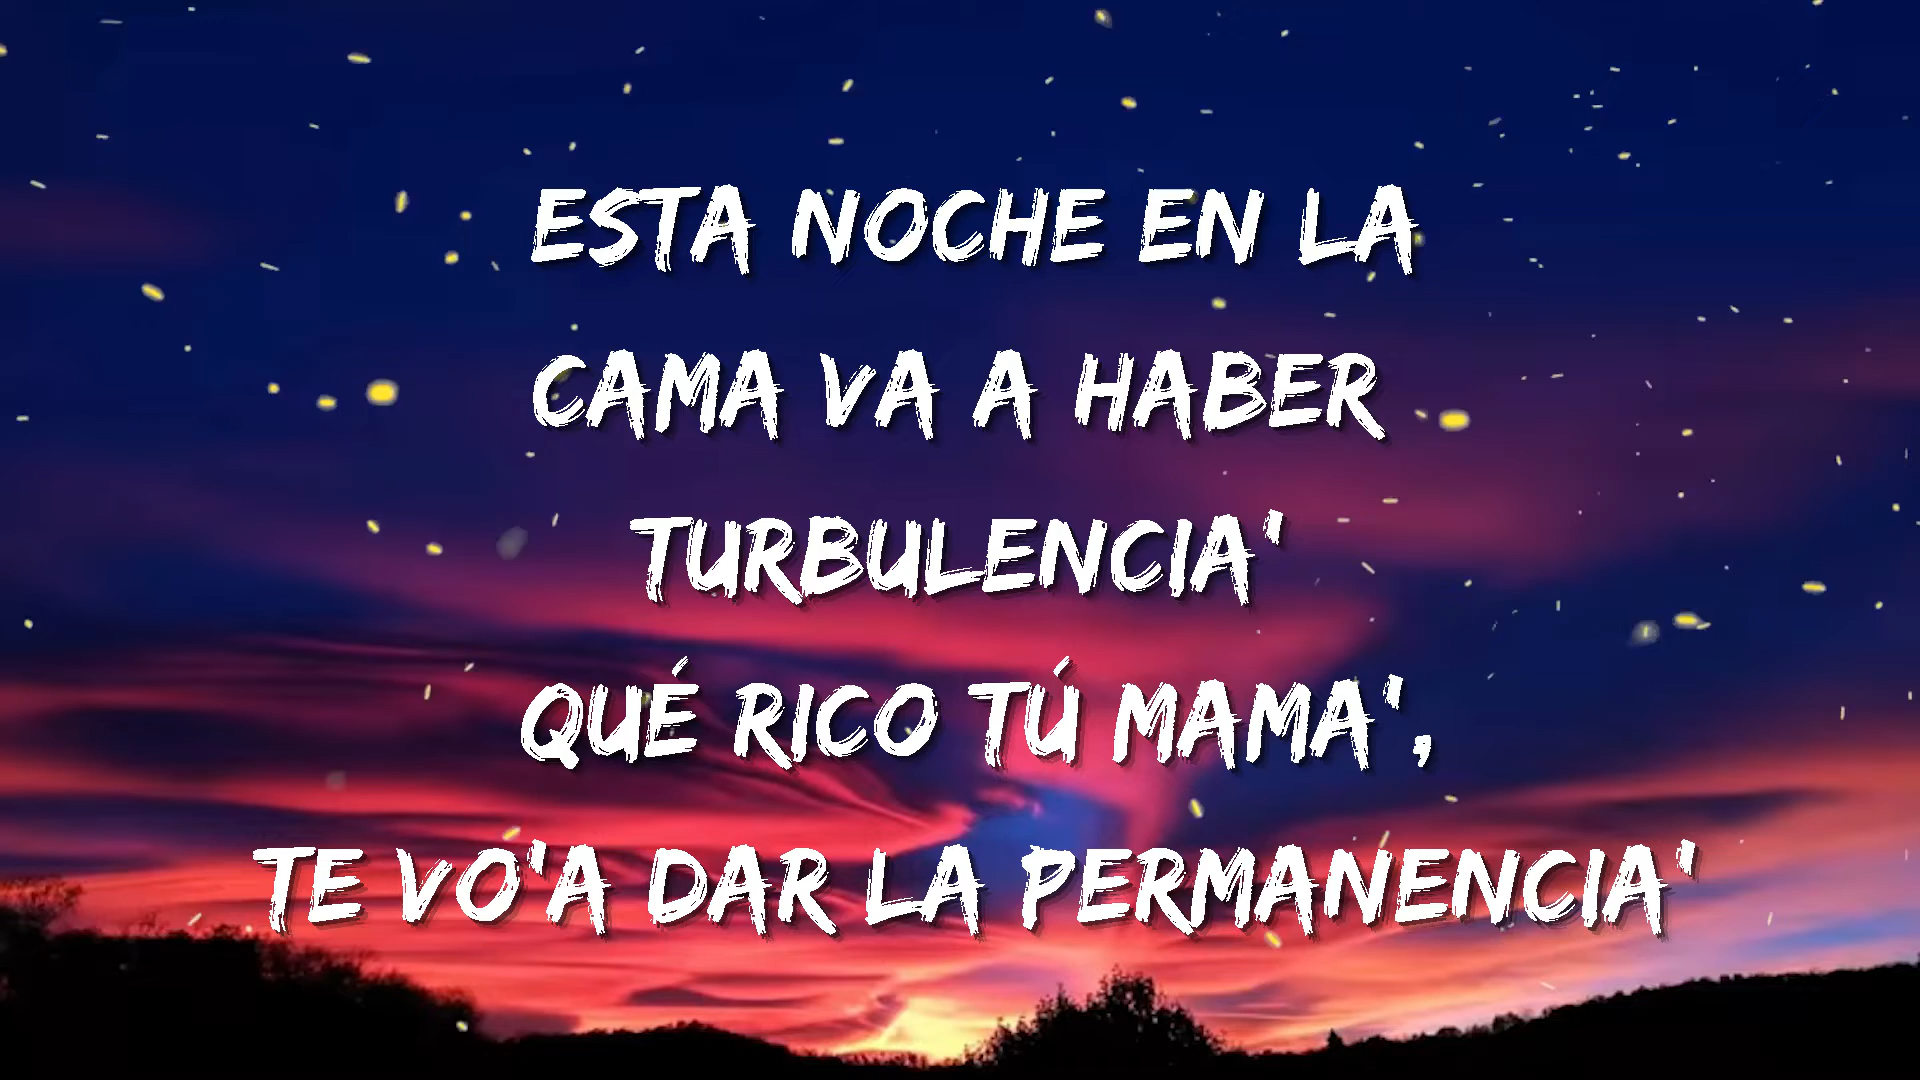 ESTA NOCHE EN LA
CAMA VA A HABER
TURBULENCIA'
QUÉ RICO TÚ MAMA',
TE VO'A DAR LA PERMANENCIA'